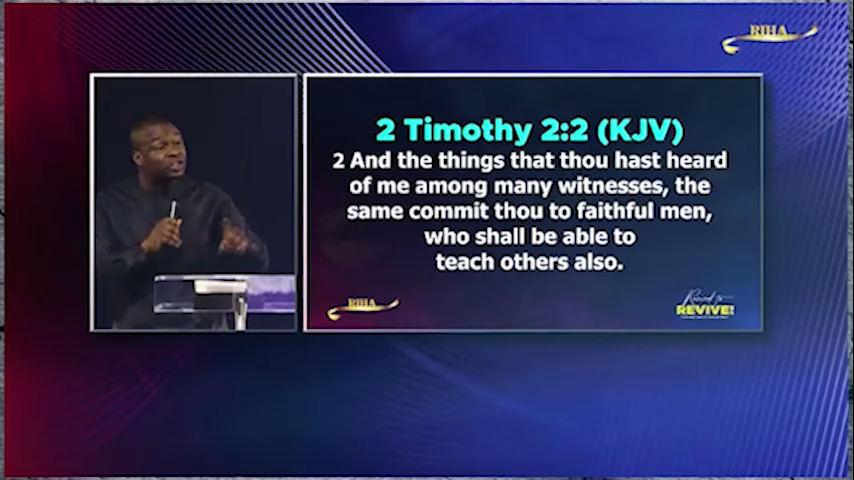 RIHA
2 Timothy 2:2 (KJV)
2 And the things that thou hast heard
of me among many witnesses, the
same commit thou to faithful men,
who shall be able to
teach others also.
RIHA
REVIVE!